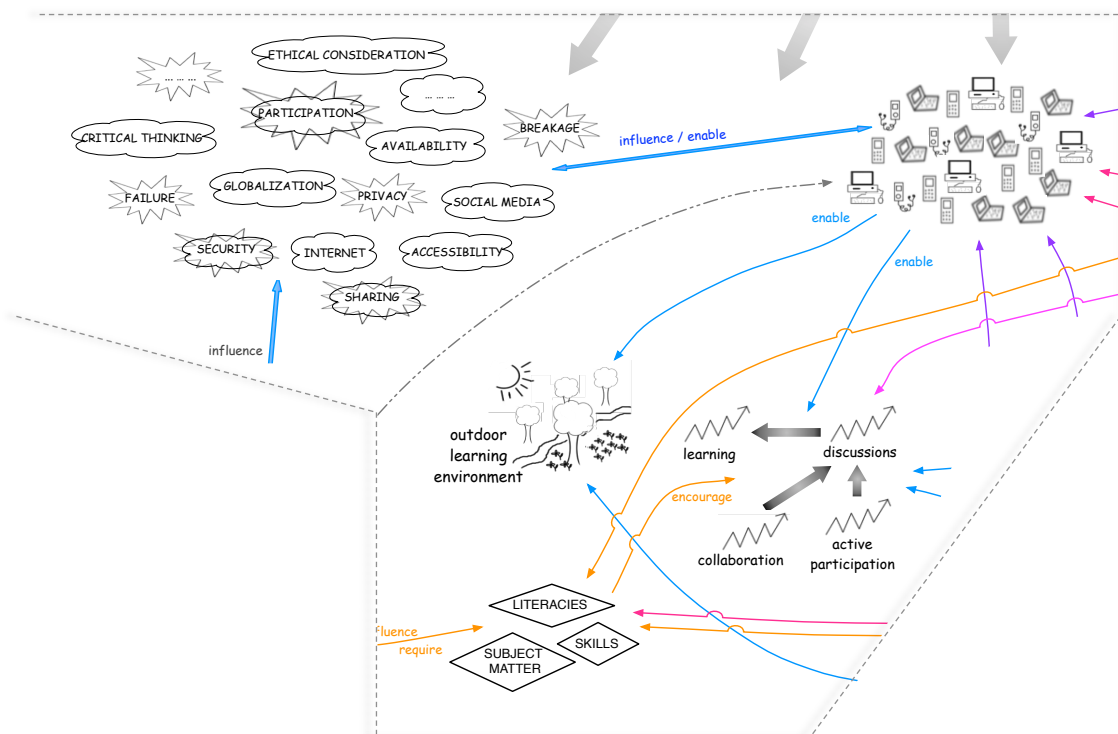 ETHICAL CONSIDERATION
... ... ...
... ... ...
PARTICIPATION
BREAKAGE
CRITICAL THINKING
AVAILABILITY
influence / enable
GLOBALIZATION
FAILURE
PRIVACY
SOCIAL MEDIA
enable
SECURITY
INTERNET
ACCESSIBILITY
enable
SHARING
influence
outdoor
learning
environment
learning
discussions
encourage
collaboration
active
participation
LITERACIES
fluence
require
SKILLS
SUBJECT
MATTER